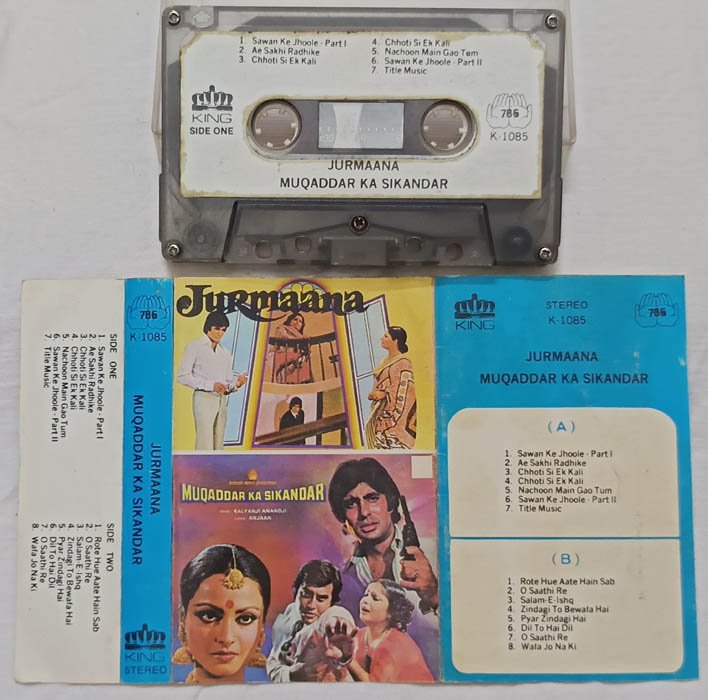 1. Sawan Ke Jhoole - Part I
2. Ae Sakhi Radhike
3. Chhoti Si Ek Kali
4. Chhoti Si Ek Kali
5. Nachoon Main Gao Tum
6. Sawan Ke Jhoole - Part II
7 Title Music
KING
SIDE ONE
786
K-1085
JURMAANA
MUQADDAR KA SIKANDAR
SIDE ONE
1. Sawan Ke Jhoole - Part I
2. Ae Sakhi Radhike
3. Chhoti Si Ek Kali
4. Chhoti Si Ek Kali
5. Nachoon Main Gao Tum
6 Sawan Ke Jhoole - Part II
7. Title Music
SIDE TWO
1. Rote Hue Aate Hain Sab
2. O Saathi Re
3. Salam-E-Ishq
4. Zindagi To Bewafa Hai
5. Pyar Zindagi Hai
6. Dil To Hai Dil
7. O Saathi Re
8. Wala Jo Na Ki
786
K-1085
JURMAANA
MUQADDAR KA SIKANDAR
KING
STEREO
Jurmaana
MUQADDAR KA SIKANDAR
KALYANJI ANANDJI
ANJAAN
KING
STEREO
K-1085
786
JURMAANA
MUQADDAR KA SIKANDAR
(A)
1. Sawan Ke Jhoole - Part I
2. Ae Sakhi Radhike
3. Chhoti Si Ek Kali
4. Chhoti Si Ek Kali
5. Nachoon Main Gao Tum
6. Sawan Ke Jhoole - Part II
7. Title Music
(B)
1. Rote Hue Aate Hain Sab
2. O Saathi Re
3. Salam-E-Ishq
4. Zindagi To Bewafa Hai
5. Pyar Zindagi Hai
6. Dil To Hai Dil
7. O Saathi Re
8. Wala Jo Na Ki